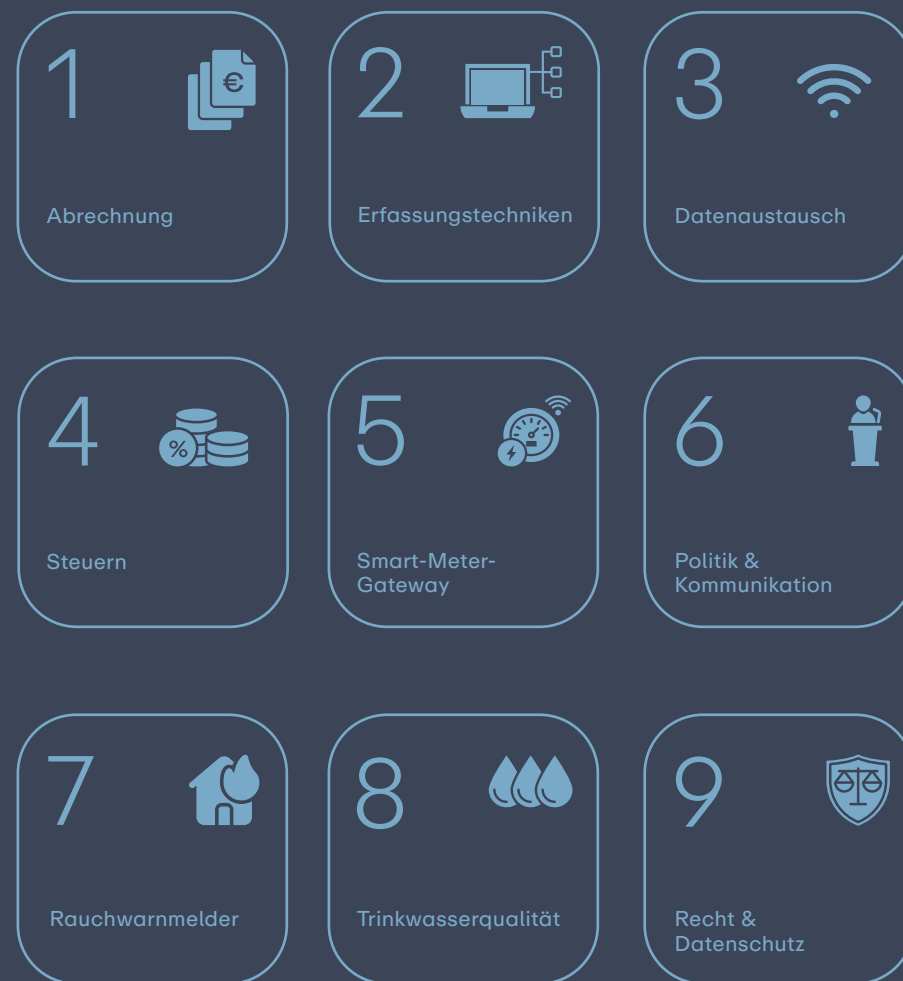 1
€
Abrechnung
2
Erfassungstechniken
3
Datenaustausch
4
%
Steuern
5
Smart-Meter-
Gateway
6
Politik &
Kommunikation
7
Rauchwarnmelder
8
Trinkwasserqualität
9
Recht &
Datenschutz